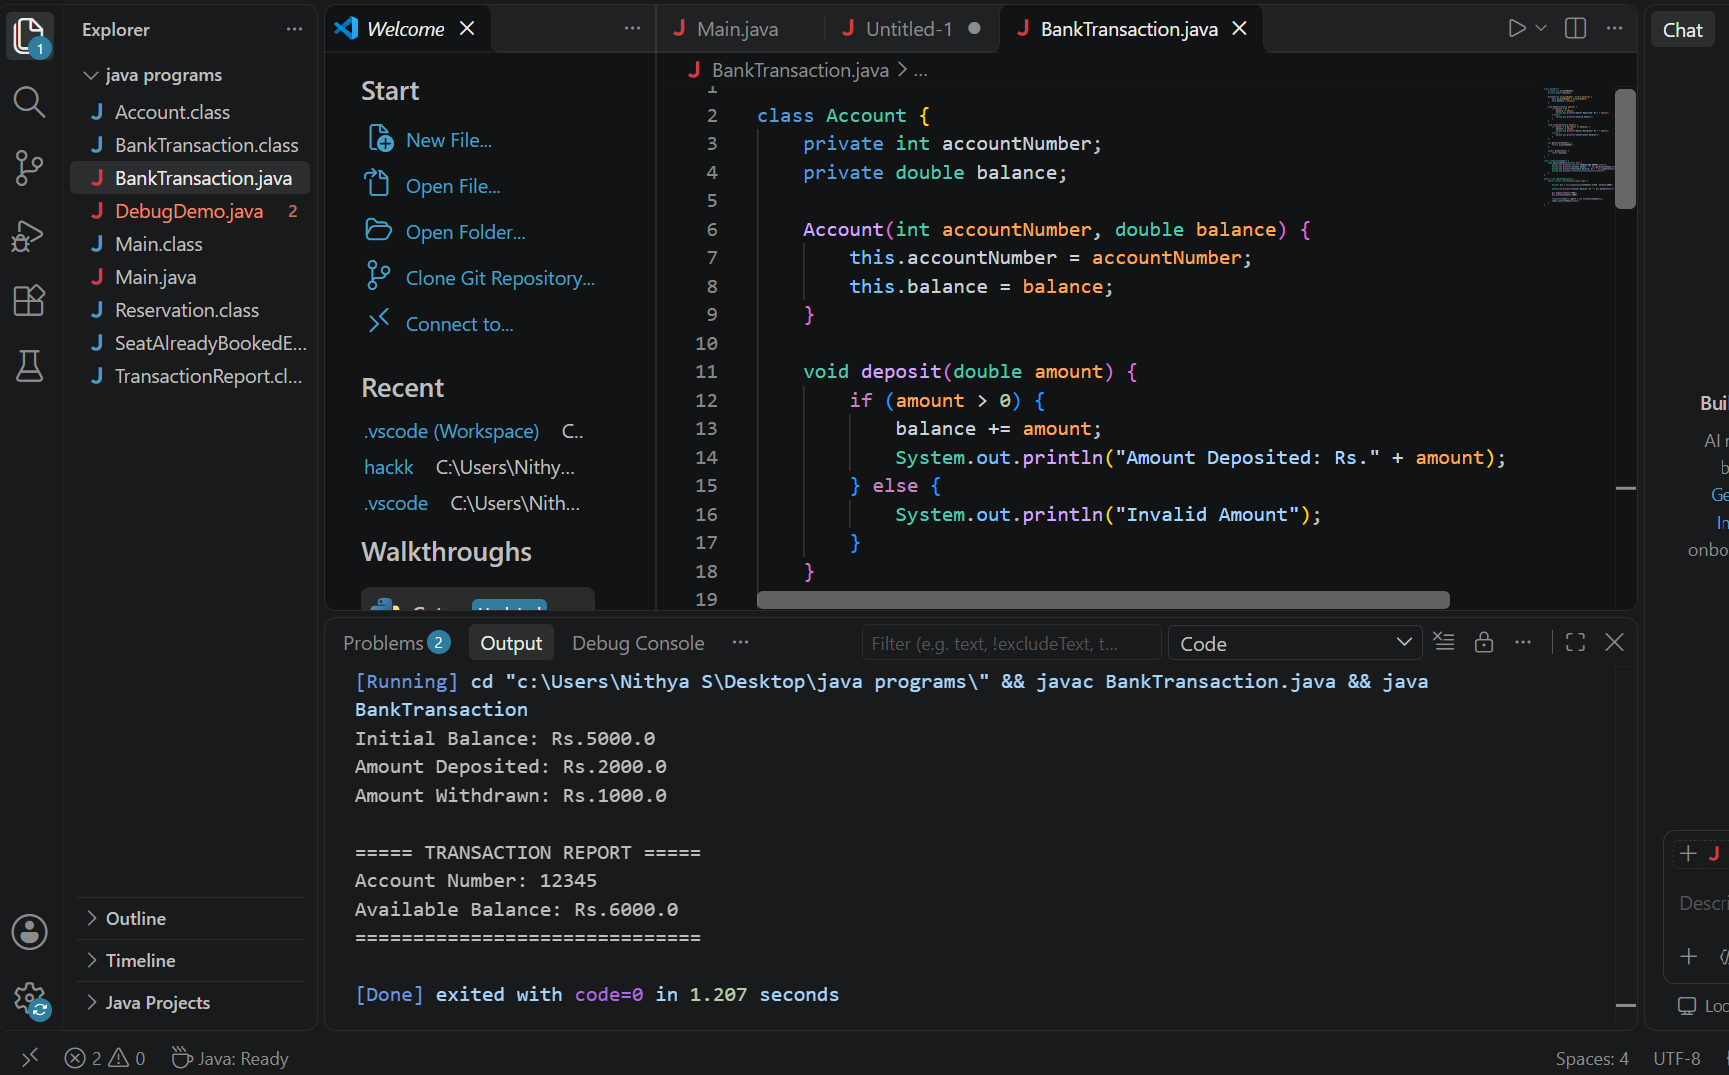 Explorer
java programs
Account.class
BankTransaction.class
BankTransaction.java
DebugDemo.java 2
Main.class
Main.java
Reservation.class
SeatAlreadyBookedE...
TransactionReport.cl...
Outline
Timeline
Java Projects
1
Welcome
Start
New File...
Open File...
Open Folder...
Clone Git Repository...
Connect to...
Recent
.vscode (Workspace) C..
hackk C:\Users\Nithy...
.vscode C:\Users\Nith...
Walkthroughs
Main.java
Untitled-1
BankTransaction.java
BankTransaction.java > ...
1
2 class Account {
3 private int accountNumber;
4 private double balance;
5
6 Account(int accountNumber, double balance) {
7 this.accountNumber = accountNumber;
8 this.balance = balance;
9 }
10
11 void deposit(double amount) {
12 if (amount > 0) {
13 balance += amount;
14 System.out.println("Amount Deposited: Rs." + amount);
15 } else {
16 System.out.println("Invalid Amount");
17 }
18 }
19
Problems 2 Output Debug Console
Filter (e.g. text, !excludeText, t...
Code
[Running] cd "c:\Users\Nithya S\Desktop\java programs\" && javac BankTransaction.java && java
BankTransaction
Initial Balance: Rs.5000.0
Amount Deposited: Rs.2000.0
Amount Withdrawn: Rs.1000.0
===== TRANSACTION REPORT =====
Account Number: 12345
Available Balance: Rs.6000.0
==============================
[Done] exited with code=0 in 1.207 seconds
Chat
Bui
AI
b
Ge
In
onbo
Descri
Loc
2 0 Java: Ready
Spaces: 4 UTF-8